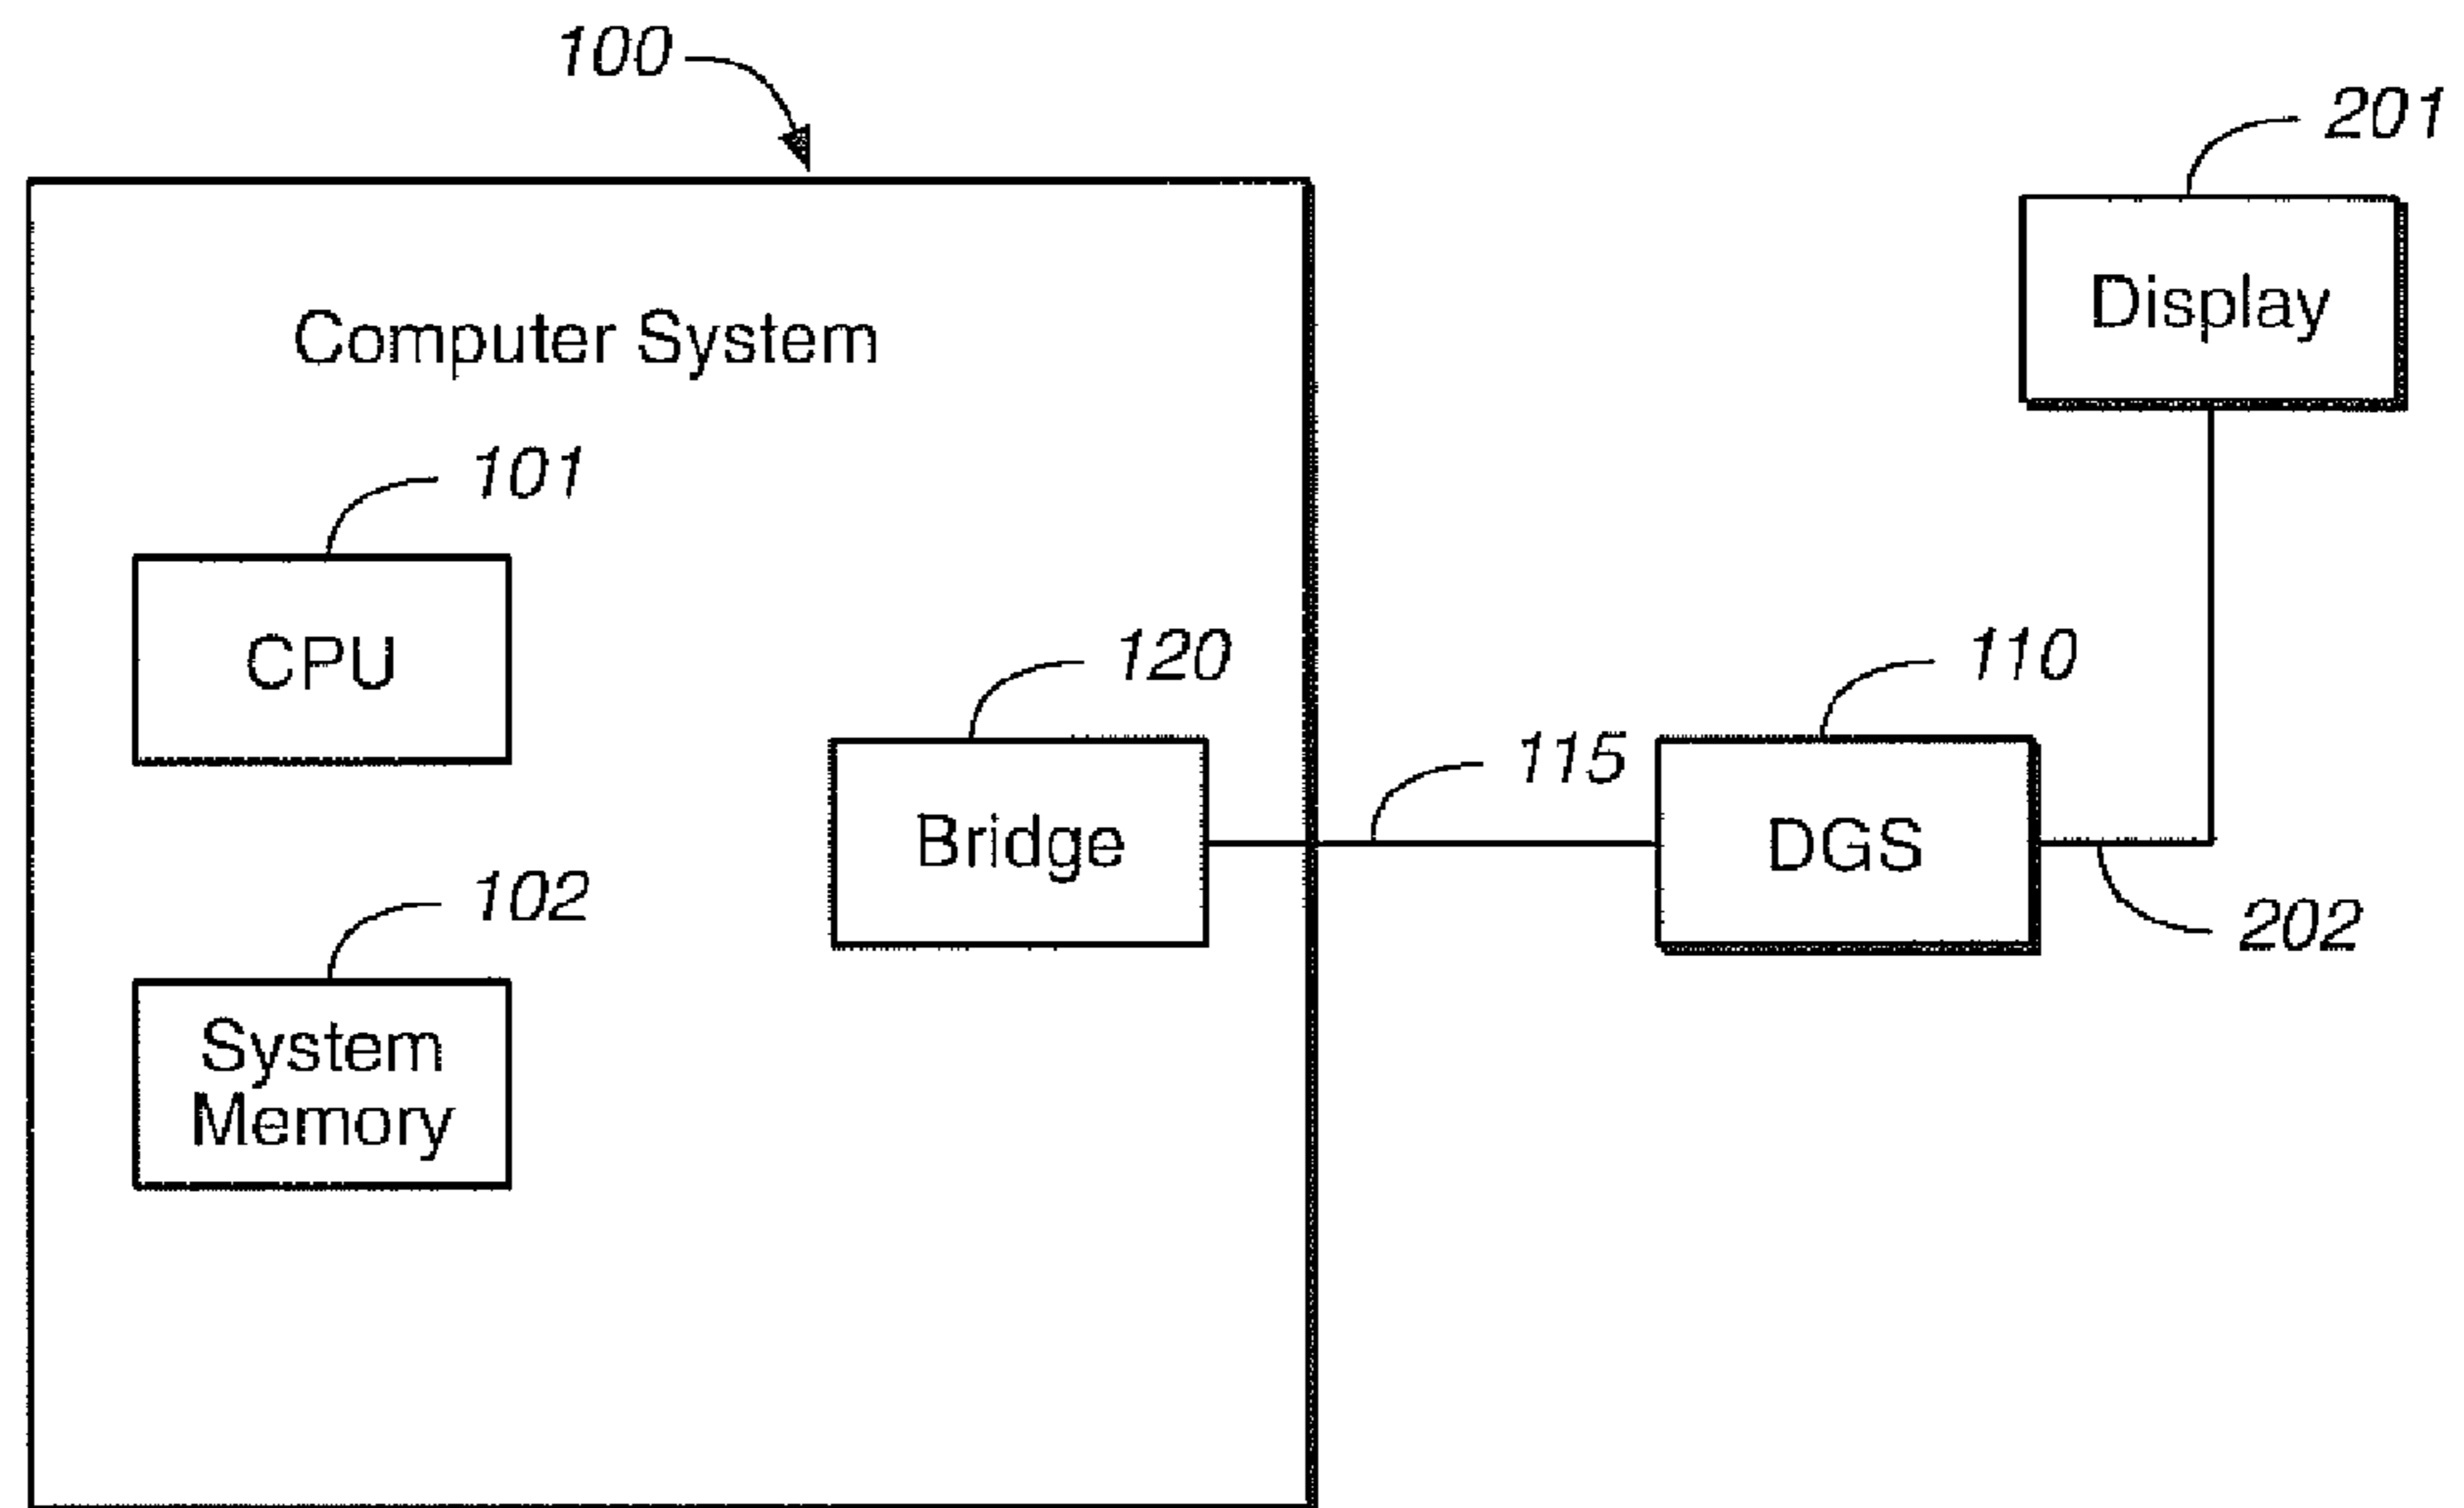 100
201
Display
Computer System
101
CPU
120
110
115
Bridge
DGS
102
202
System
Memory